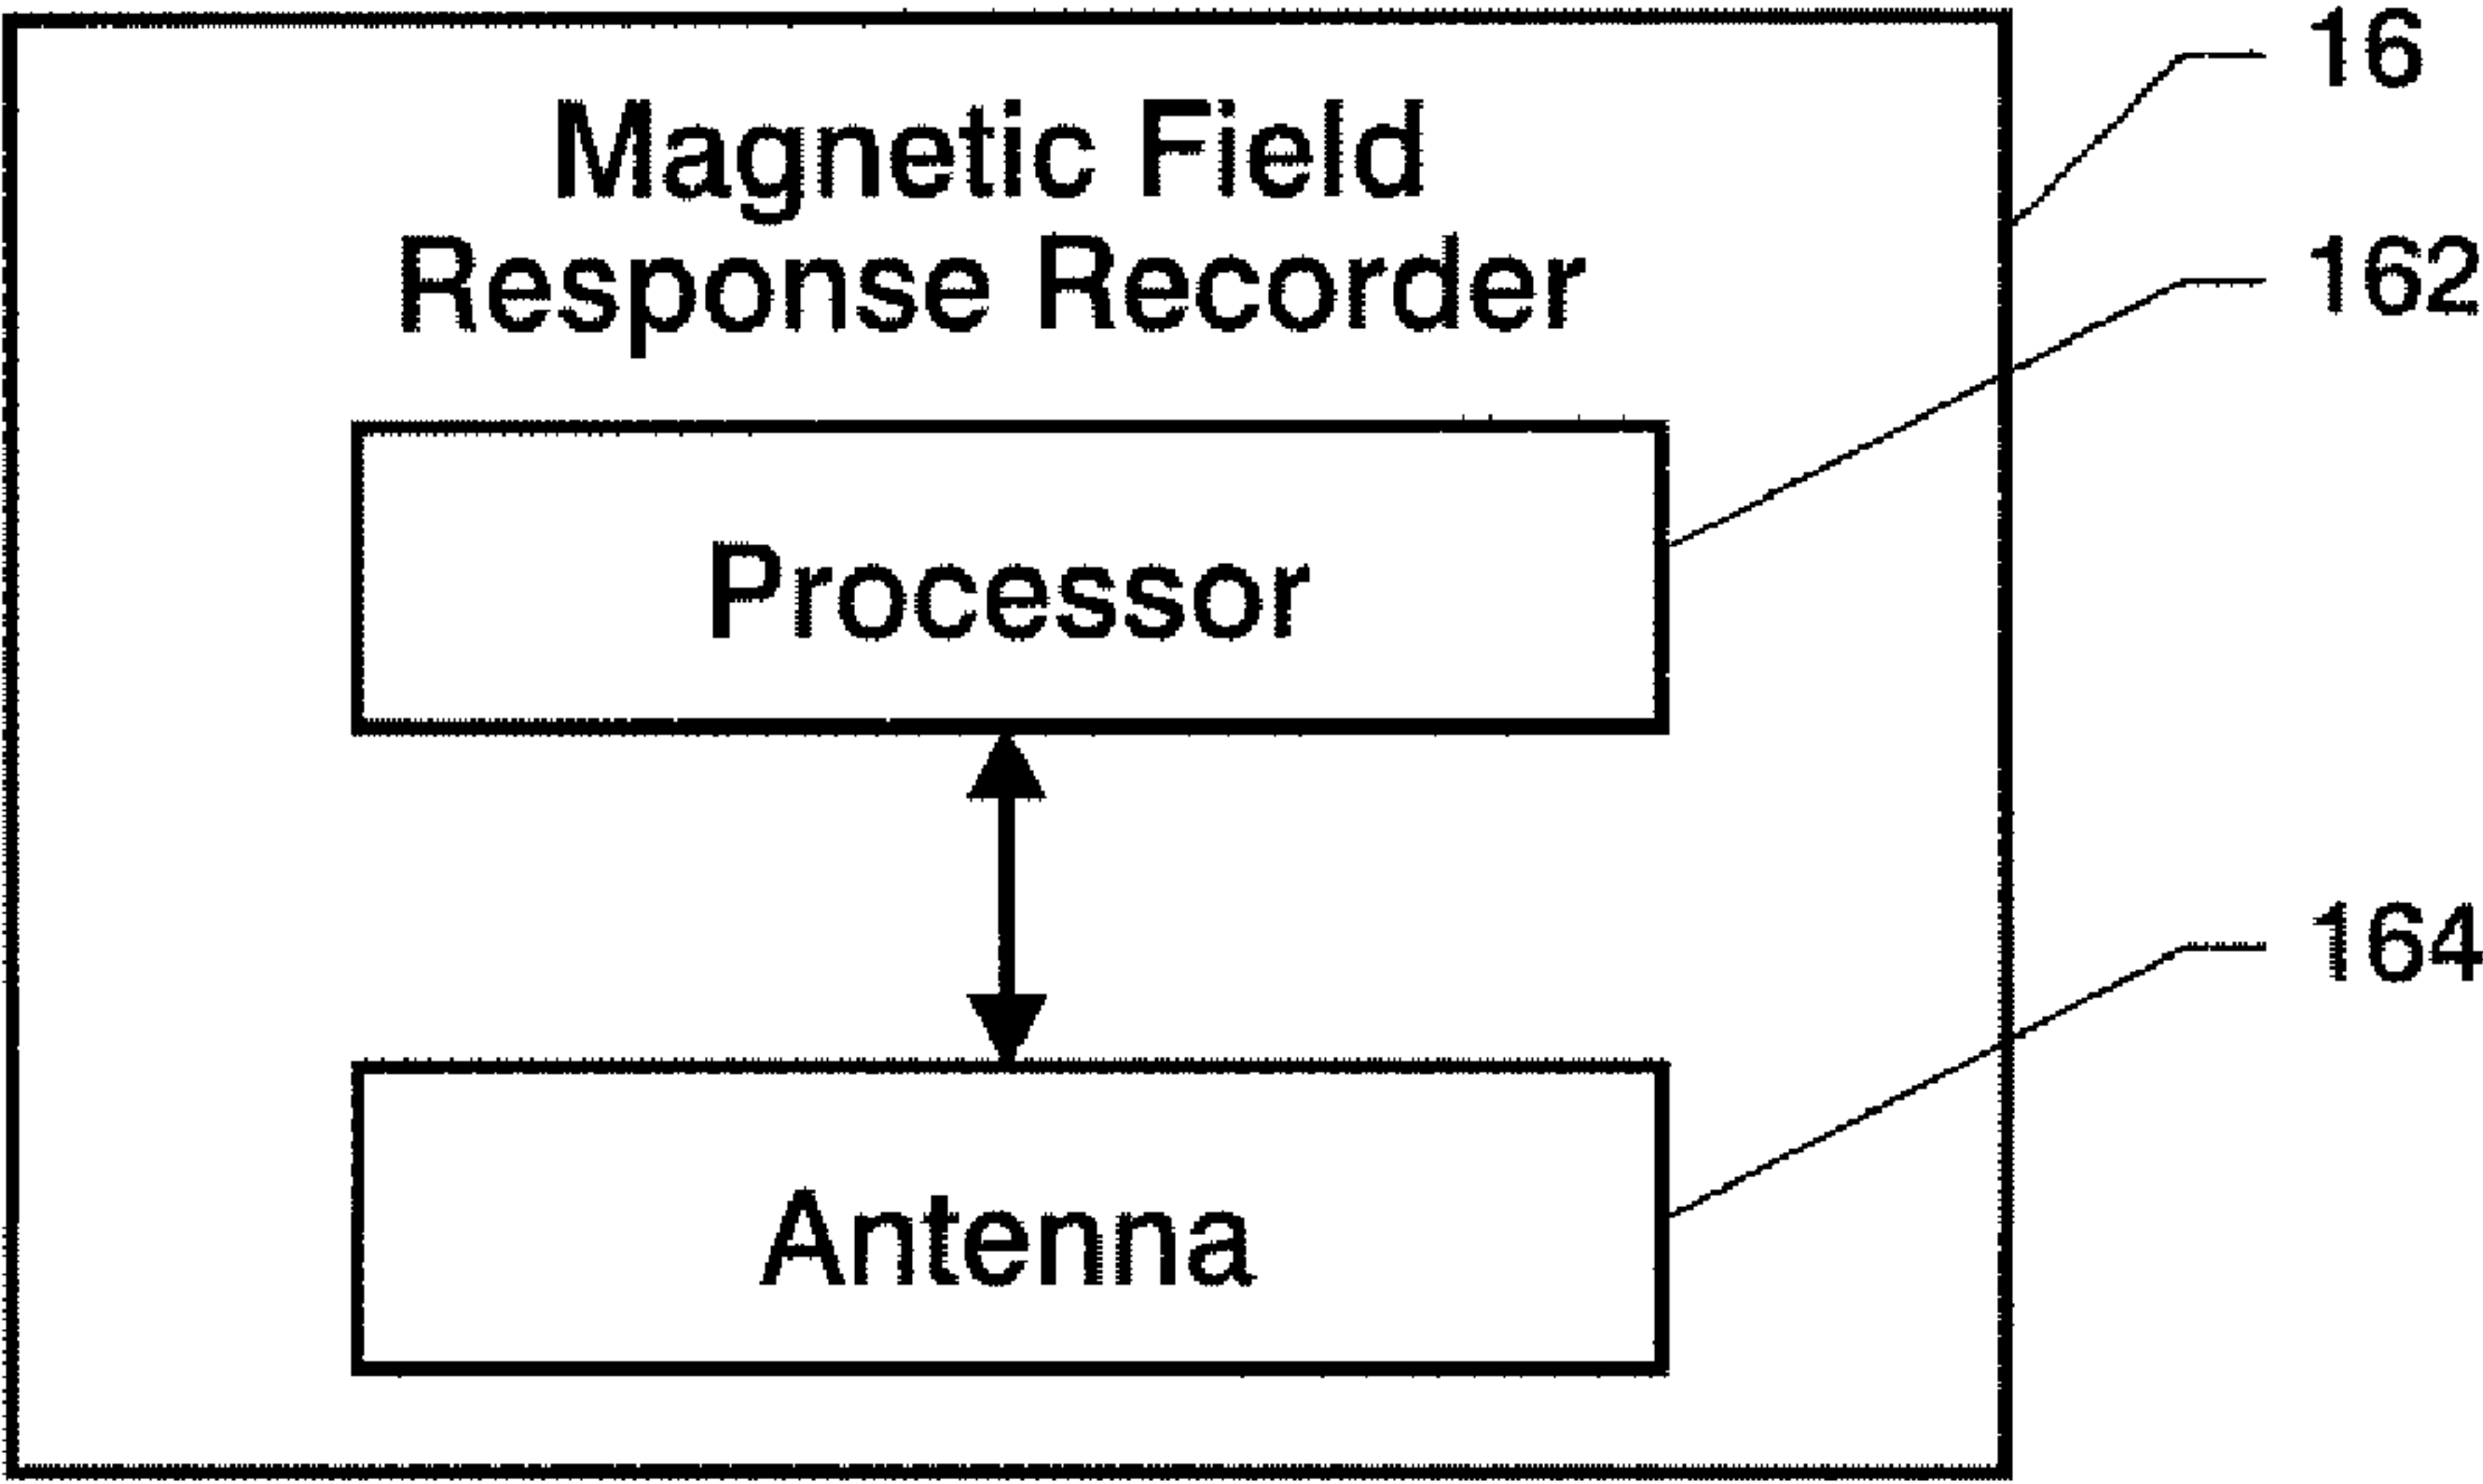 16
Magnetic Field
Response Recorder
162
Processor
164
Antenna